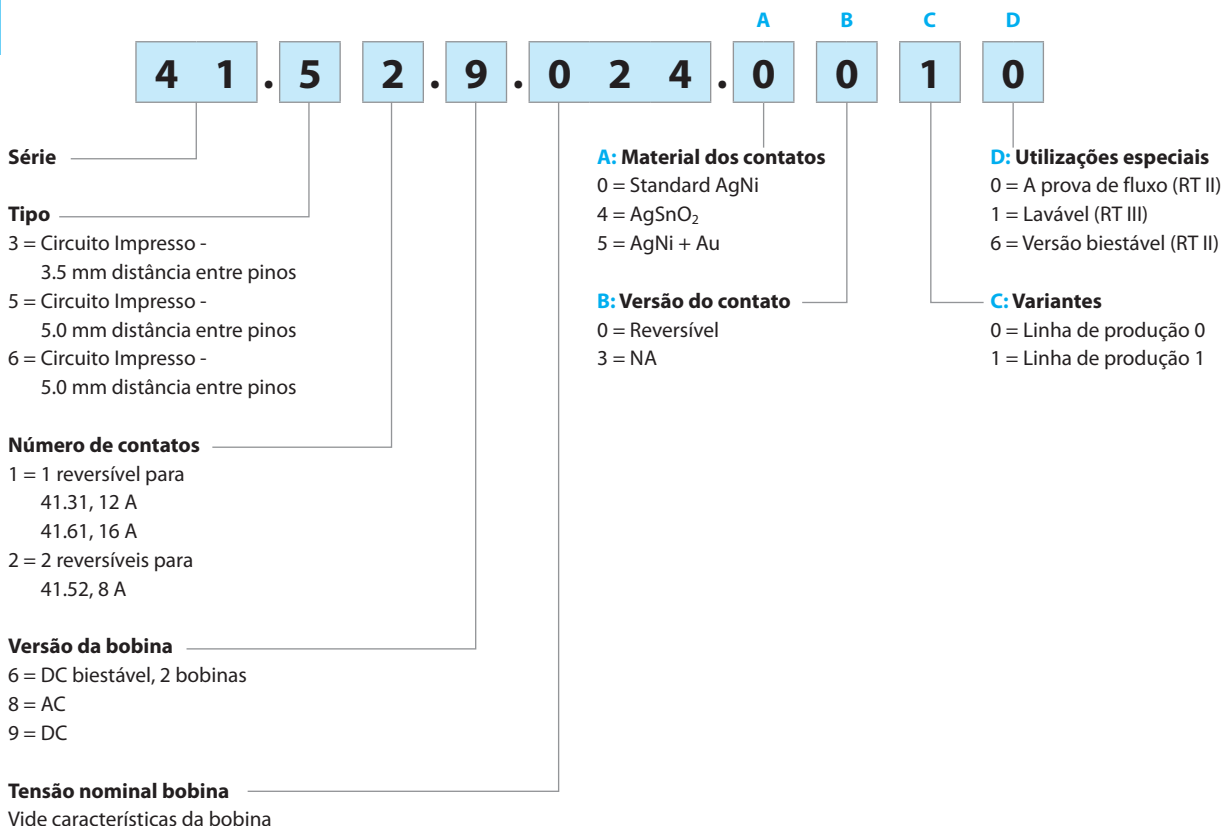 A B C D
4 1 . 5 2 . 9 . 0 2 4 . 0 0 1 0
Série
Tipo
3 = Circuito Impresso -
3.5 mm distância entre pinos
5 = Circuito Impresso -
5.0 mm distância entre pinos
6 = Circuito Impresso -
5.0 mm distância entre pinos
Número de contatos
1 = 1 reversível para
41.31, 12 A
41.61, 16 A
2 = 2 reversíveis para
41.52, 8 A
Versão da bobina
6 = DC biestável, 2 bobinas
8 = AC
9 = DC
Tensão nominal bobina
Vide características da bobina
A: Material dos contatos
0 = Standard AgNi
4 = AgSnO₂
5 = AgNi + Au
B: Versão do contato
0 = Reversível
3 = NA
D: Utilizações especiais
0 = A prova de fluxo (RT II)
1 = Lavável (RT III)
6 = Versão biestável (RT II)
C: Variantes
0 = Linha de produção 0
1 = Linha de produção 1